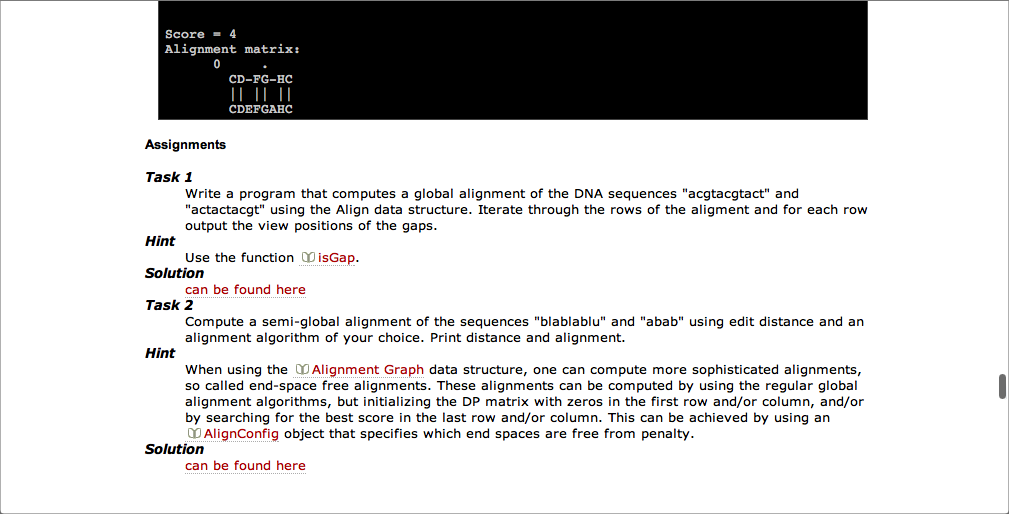 Score = 4
Alignment matrix:
0     .
CD-FG-HC
|| || ||
CDEFGAHC
Assignments
Task 1
Write a program that computes a global alignment of the DNA sequences "acgtacgtact" and
"actactacgt" using the Align data structure. Iterate through the rows of the aligment and for each row
output the view positions of the gaps.
Hint
Use the function isGap.
Solution
can be found here
Task 2
Compute a semi-global alignment of the sequences "blablablu" and "abab" using edit distance and an
alignment algorithm of your choice. Print distance and alignment.
Hint
When using the Alignment Graph data structure, one can compute more sophisticated alignments,
so called end-space free alignments. These alignments can be computed by using the regular global
alignment algorithms, but initializing the DP matrix with zeros in the first row and/or column, and/or
by searching for the best score in the last row and/or column. This can be achieved by using an
AlignConfig object that specifies which end spaces are free from penalty.
Solution
can be found here